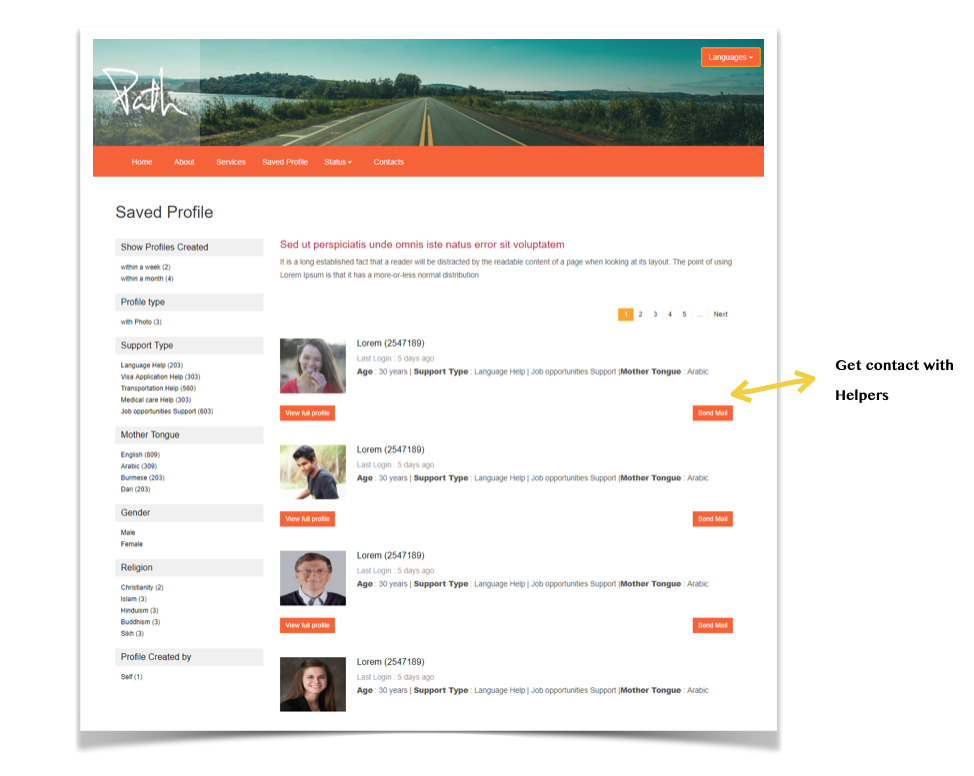 Languages
Path
Home About Services Saved Profile Status Contacts
Saved Profile
Show Profiles Created
within a week (2)
within a month (4)
Profile type
with Photo (3)
Support Type
Language Help (203)
Visa Application Help (303)
Transportation Help (560)
Medical care Help (303)
Job opportunities Support (603)
Mother Tongue
English (809)
Arabic (309)
Burmese (203)
Dari (203)
Gender
Male
Female
Religion
Christianity (2)
Islam (3)
Hinduism (3)
Buddhism (3)
Sikh (3)
Profile Created by
Self (1)
Sed ut perspiciatis unde omnis iste natus error sit voluptatem
It is a long established fact that a reader will be distracted by the readable content of a page when looking at its layout. The point of using
Lorem Ipsum is that it has a more-or-less normal distribution
1 2 3 4 5 ... Next
Lorem (2547189)
Last Login : 5 days ago
Age : 30 years | Support Type : Language Help | Job opportunities Support |Mother Tongue : Arabic
View full profile Send Mail
Lorem (2547189)
Last Login : 5 days ago
Age : 30 years | Support Type : Language Help | Job opportunities Support |Mother Tongue : Arabic
View full profile Send Mail
Lorem (2547189)
Last Login : 5 days ago
Age : 30 years | Support Type : Language Help | Job opportunities Support |Mother Tongue : Arabic
View full profile Send Mail
Lorem (2547189)
Last Login : 5 days ago
Age : 30 years | Support Type : Language Help | Job opportunities Support |Mother Tongue : Arabic
Get contact with
Helpers